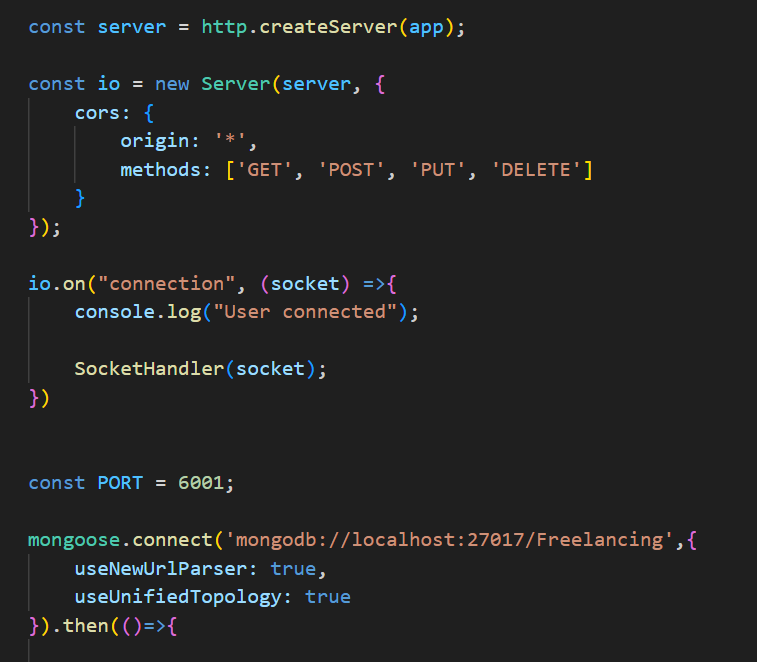 const server = http.createServer(app);
const io = new Server(server, {
    cors: {
        origin: '*',
        methods: ['GET', 'POST', 'PUT', 'DELETE']
    }
});
io.on("connection", (socket) =>{
    console.log("User connected");
    SocketHandler(socket);
})
const PORT = 6001;
mongoose.connect('mongodb://localhost:27017/Freelancing',{
    useNewUrlParser: true,
    useUnifiedTopology: true
}).then(()=>{